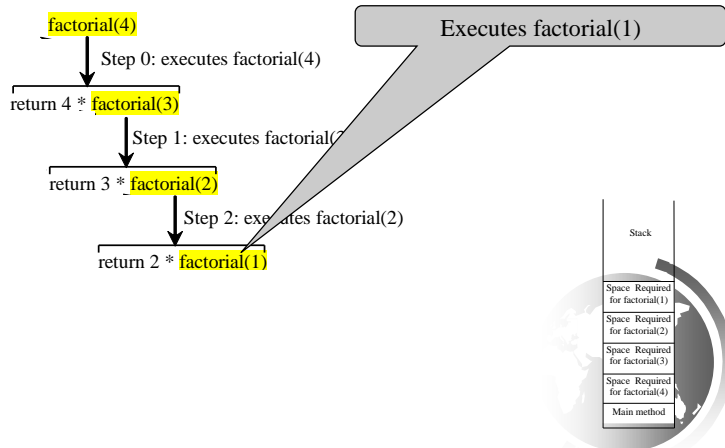 factorial(4)
Executes factorial(1)
Step 0: executes factorial(4)
return 4 * factorial(3)
Step 1: executes factorial(
return 3 * factorial(2)
Step 2: executes factorial(2)
return 2 * factorial(1)
Stack
Space Required
for factorial(1)
Space Required
for factorial(2)
Space Required
for factorial(3)
Space Required
for factorial(4)
Main method